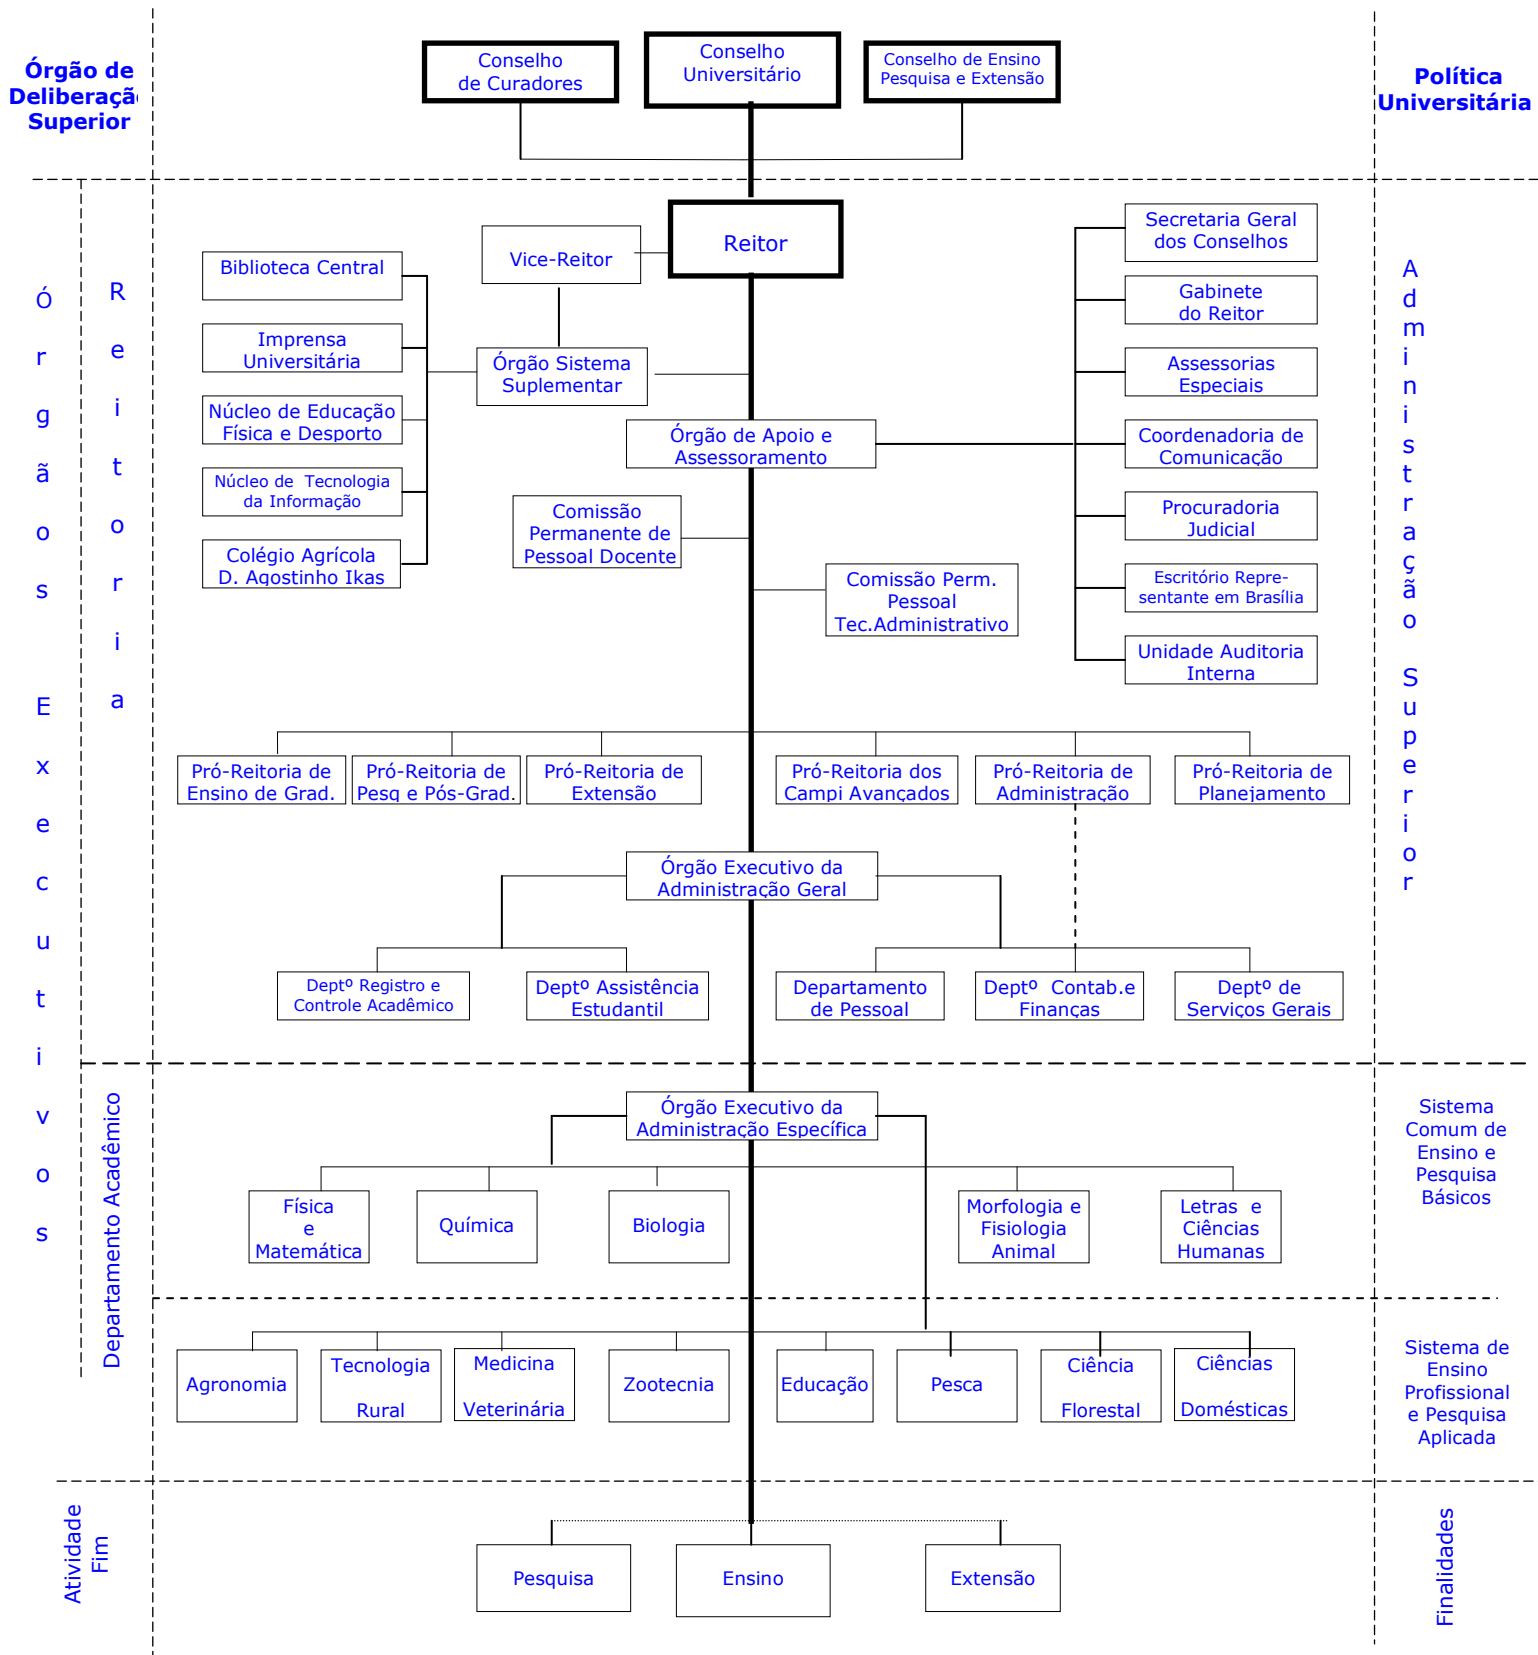 Órgão de
Deliberaçã
Superior
Conselho
de Curadores
Conselho
Universitário
Conselho de Ensino
Pesquisa e Extensão
Política
Universitária
Órgãos Executivos
Reitoria
Administração Superior
Reitor
Vice-Reitor
Biblioteca Central
Imprensa
Universitária
Núcleo de Educação
Física e Desporto
Núcleo de Tecnologia
da Informação
Colégio Agrícola
D. Agostinho Ikas
Órgão Sistema
Suplementar
Órgão de Apoio e
Assessoramento
Comissão
Permanente de
Pessoal Docente
Comissão Perm.
Pessoal
Tec.Administrativo
Secretaria Geral
dos Conselhos
Gabinete
do Reitor
Assessorias
Especiais
Coordenadoria de
Comunicação
Procuradoria
Judicial
Escritório Repre-
sentante em Brasília
Unidade Auditoria
Interna
Pró-Reitoria de
Ensino de Grad.
Pró-Reitoria de
Pesq e Pós-Grad.
Pró-Reitoria de
Extensão
Pró-Reitoria dos
Campi Avançados
Pró-Reitoria de
Administração
Pró-Reitoria de
Planejamento
Órgão Executivo da
Administração Geral
Deptº Registro e
Controle Acadêmico
Deptº Assistência
Estudantil
Departamento
de Pessoal
Deptº Contab.e
Finanças
Deptº de
Serviços Gerais
Departamento Acadêmico
Órgão Executivo da
Administração Específica
Sistema
Comum de
Ensino e
Pesquisa
Básicos
Física
e
Matemática
Química
Biologia
Morfologia e
Fisiologia
Animal
Letras e
Ciências
Humanas
Agronomia
Tecnologia
Rural
Medicina
Veterinária
Zootecnia
Educação
Pesca
Ciência
Florestal
Ciências
Domésticas
Sistema de
Ensino
Profissional
e Pesquisa
Aplicada
Atividade
Fim
Pesquisa
Ensino
Extensão
Finalidades